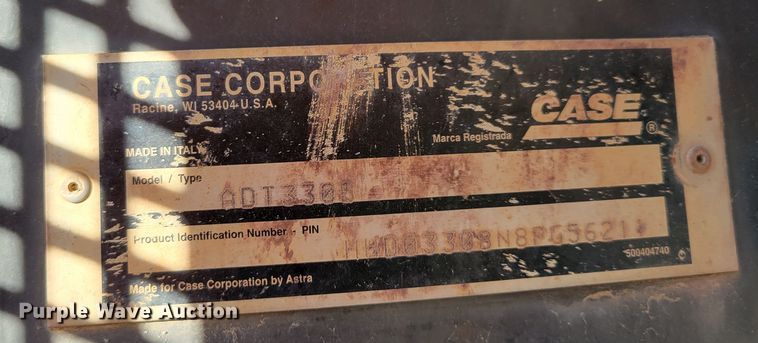 CASE CORPORATION
Racine, WI 53404 U.S.A.
CASE
®
Marca Registrada
MADE IN ITALY
Model / Type
ADT330B
Product Identification Number - PIN
500404740
Made for Case Corporation by Astra
Purple Wave Auction